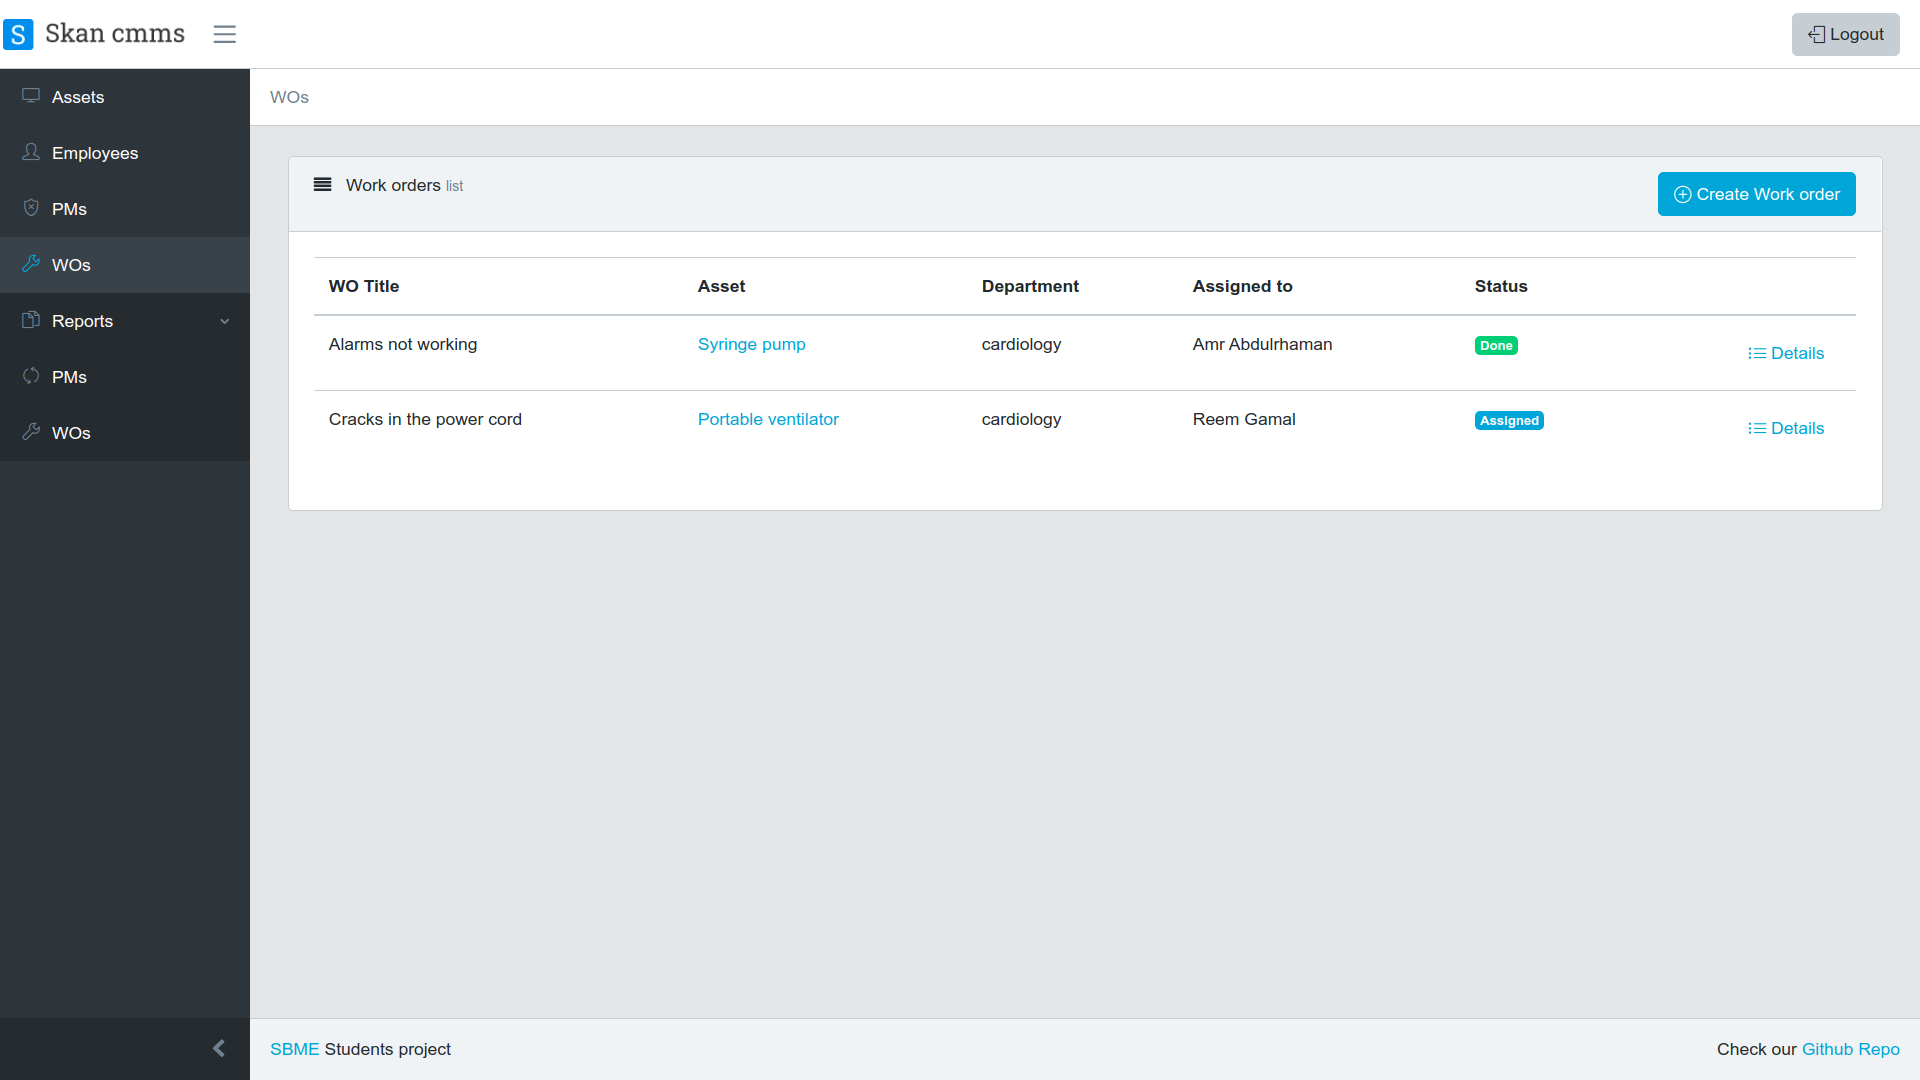 S Skan cmms
Logout
Assets
Employees
PMs
WOs
Reports
PMs
WOs
WOs
Work orders list
Create Work order
WO Title Asset Department Assigned to Status
Alarms not working Syringe pump cardiology Amr Abdulrhaman Done Details
Cracks in the power cord Portable ventilator cardiology Reem Gamal Assigned Details
SBME Students project
Check our Github Repo